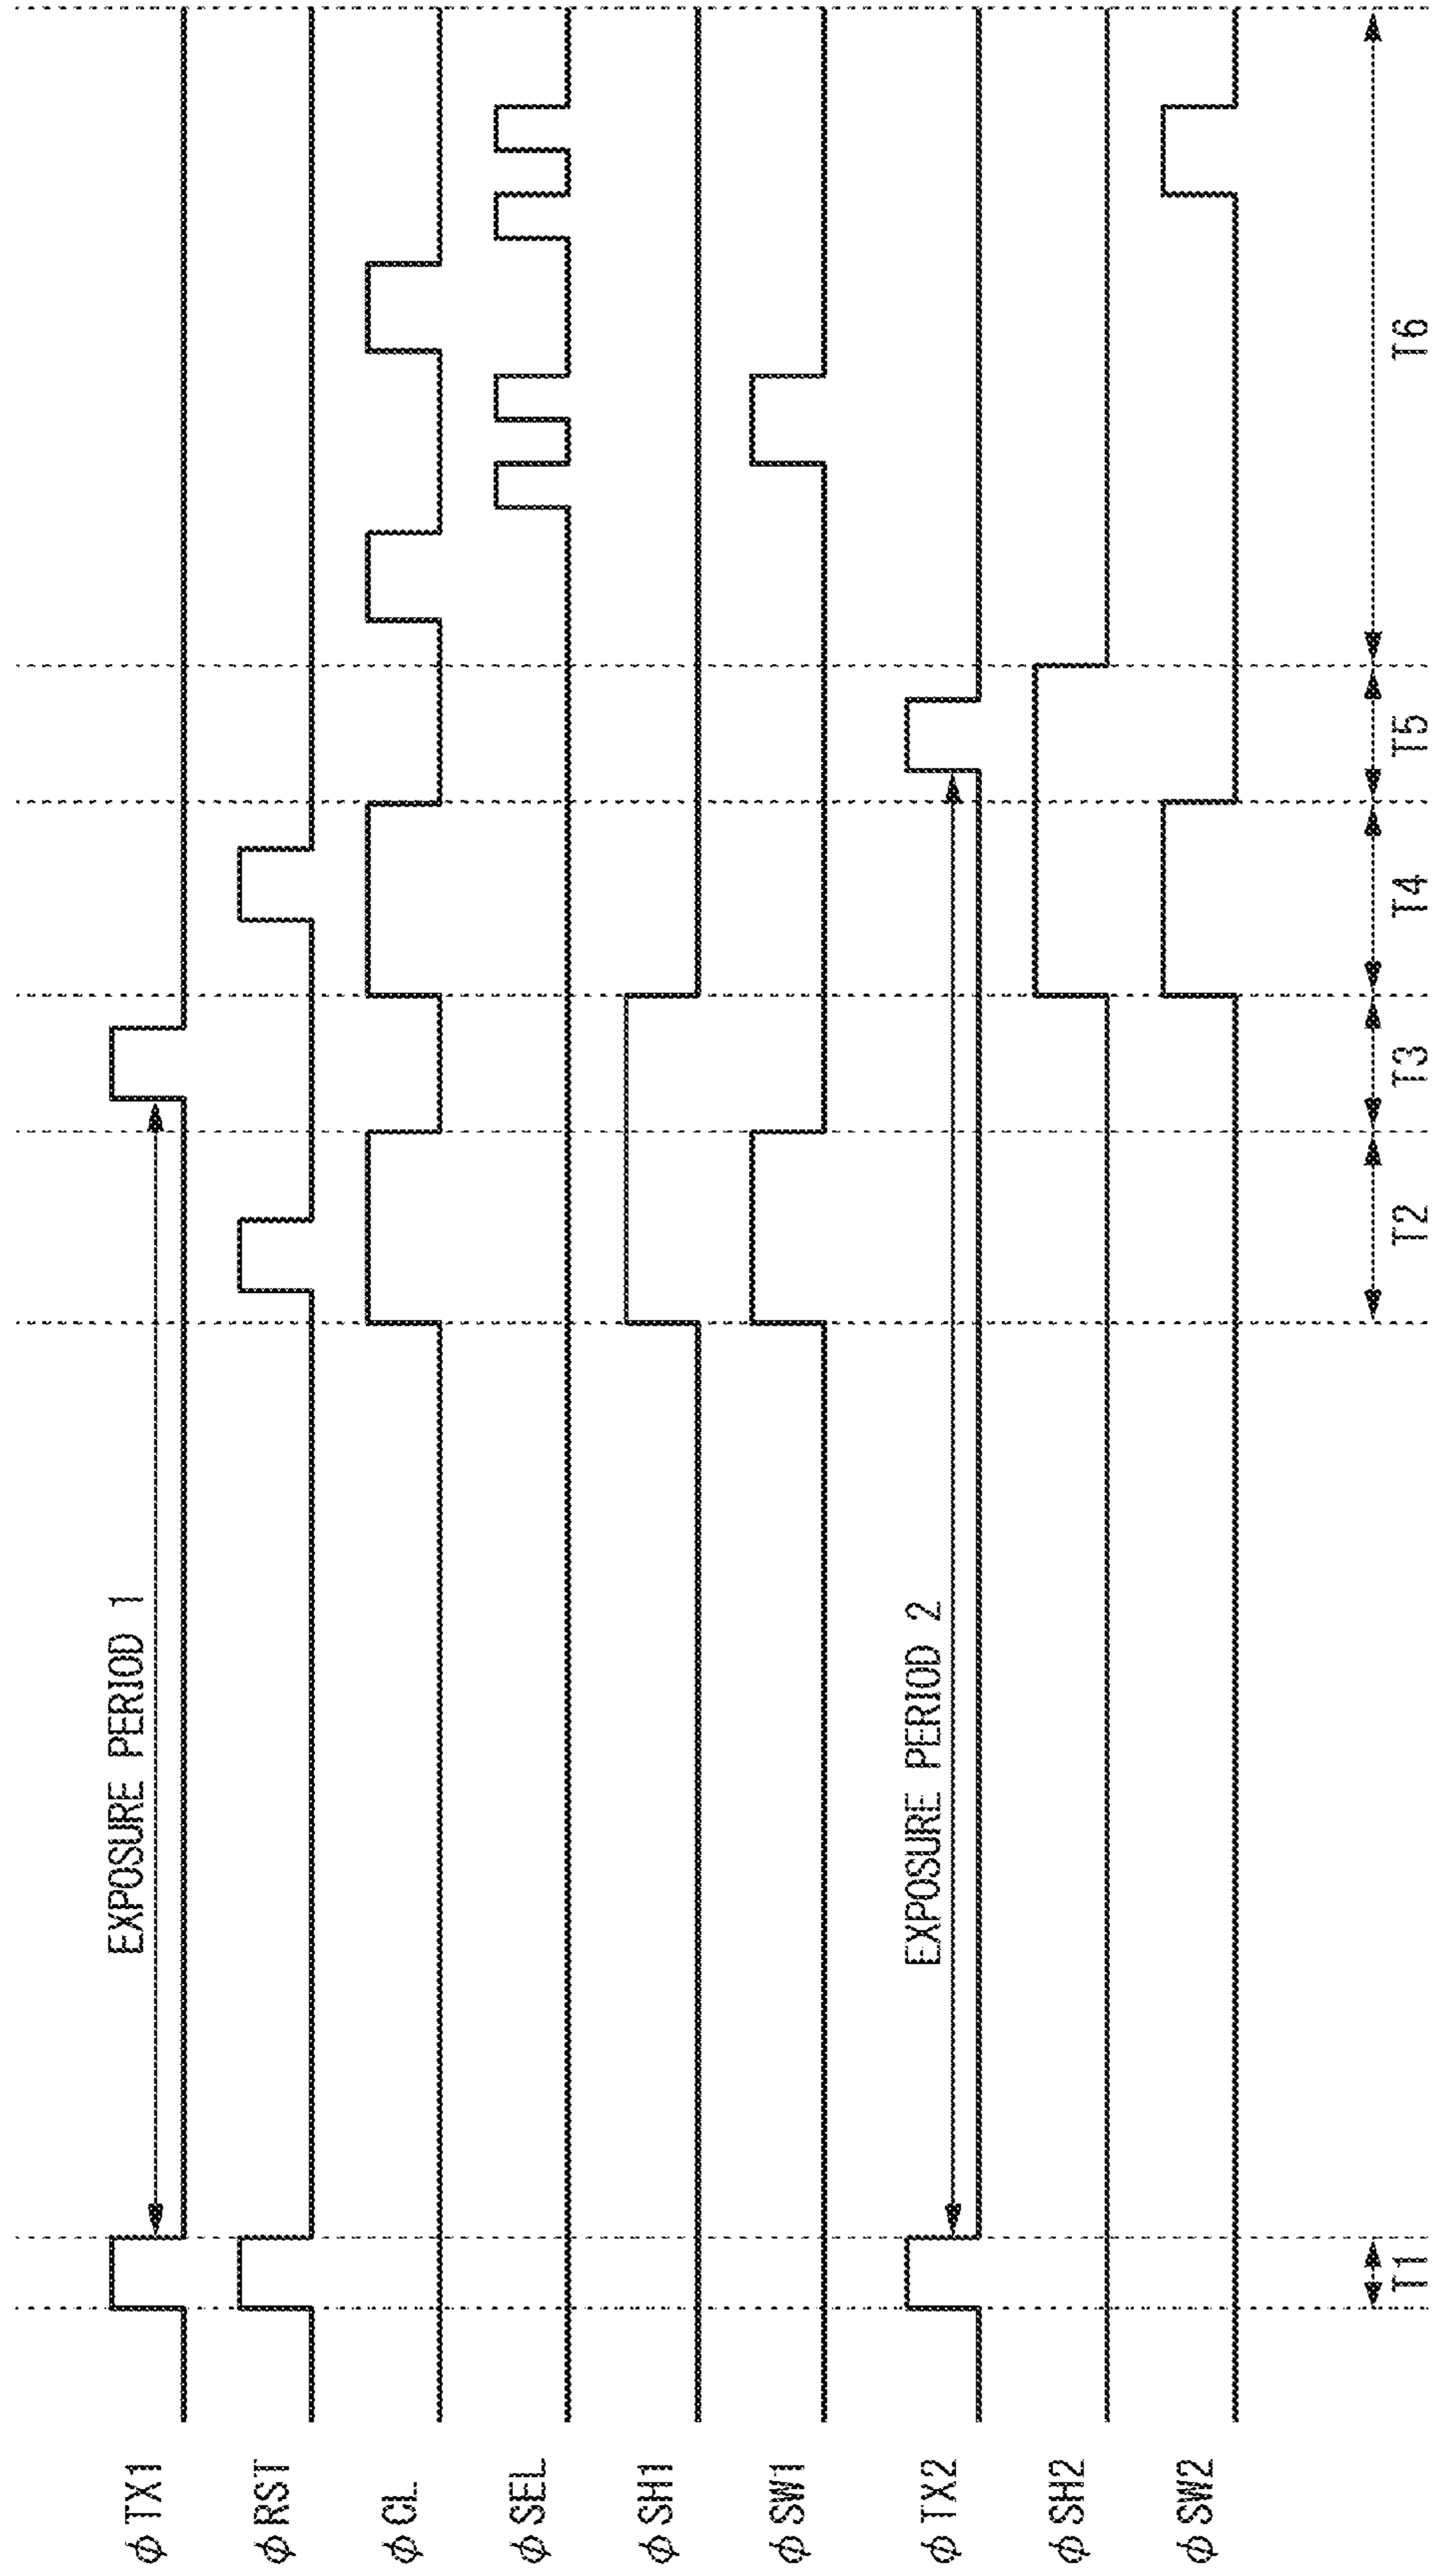 φTX1
EXPOSURE PERIOD 1
φRST
φCL
φSEL
φSH1
φSW1
φTX2
EXPOSURE PERIOD 2
φSH2
φSW2
T1
T2
T3
T4
T5
T6